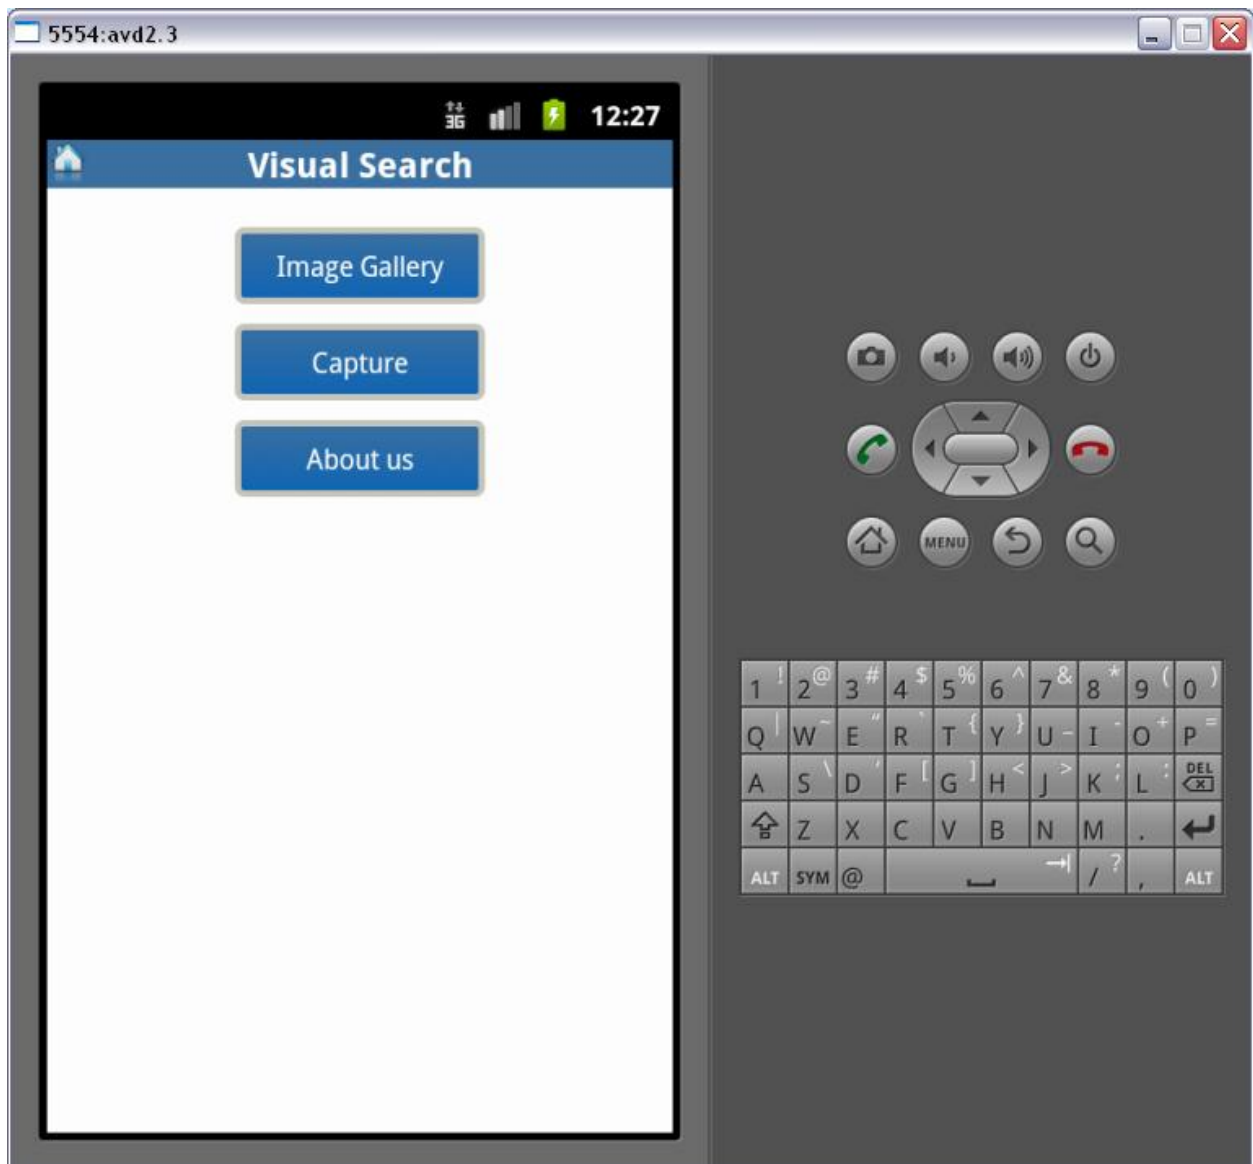 5554:avd2.3
3G 12:27
Visual Search
Image Gallery
Capture
About us
MENU
1 ! 2 @ 3 # 4 $ 5 % 6 ^ 7 & 8 * 9 ( 0 )
Q | W ~ E " R ` T { Y } U _ I - O + P =
A S \ D ' F [ G ] H < J > K ; L : DEL
Z X C V B N M .
ALT SYM @ / ? , ALT